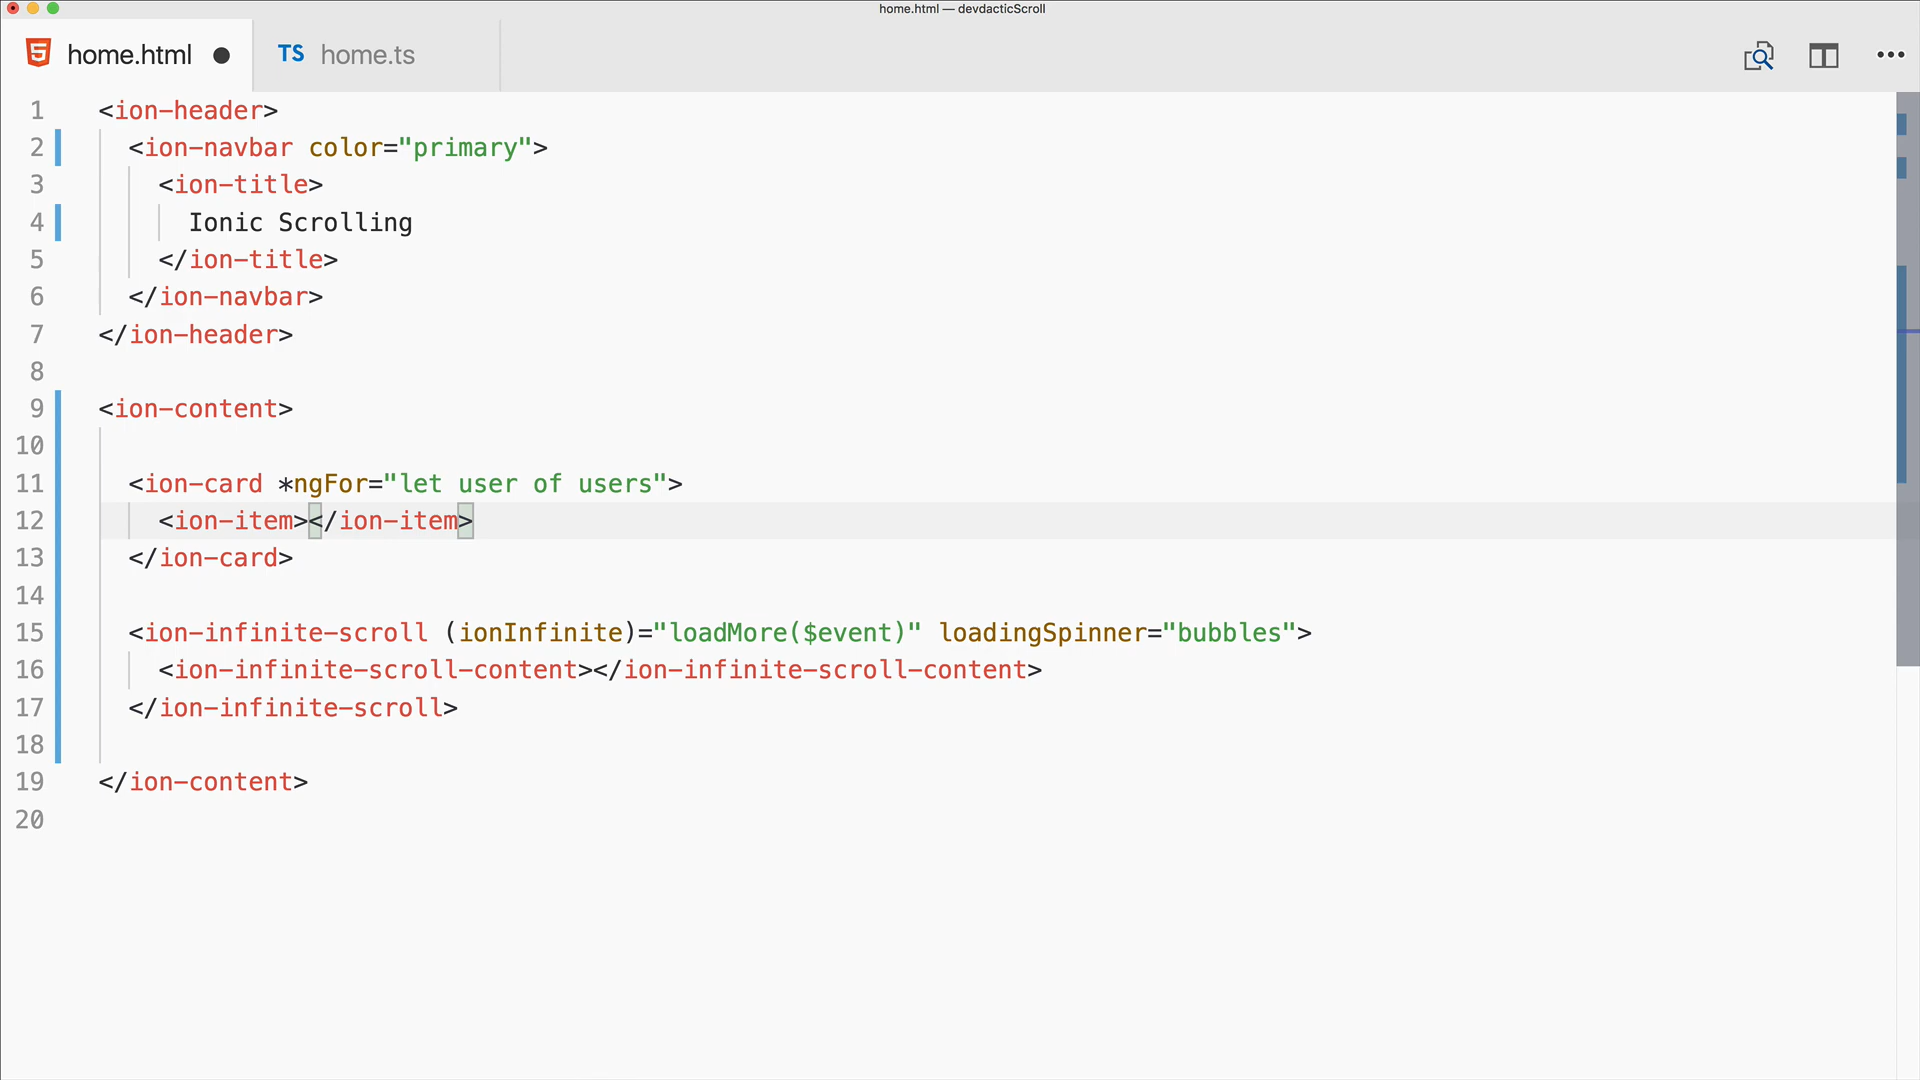 home.html — devdacticScroll
home.html
TS home.ts
1 <ion-header>
2 <ion-navbar color="primary">
3 <ion-title>
4 Ionic Scrolling
5 </ion-title>
6 </ion-navbar>
7 </ion-header>
8
9 <ion-content>
10
11 <ion-card *ngFor="let user of users">
12 <ion-item></ion-item>
13 </ion-card>
14
15 <ion-infinite-scroll (ionInfinite)="loadMore($event)" loadingSpinner="bubbles">
16 <ion-infinite-scroll-content></ion-infinite-scroll-content>
17 </ion-infinite-scroll>
18
19 </ion-content>
20